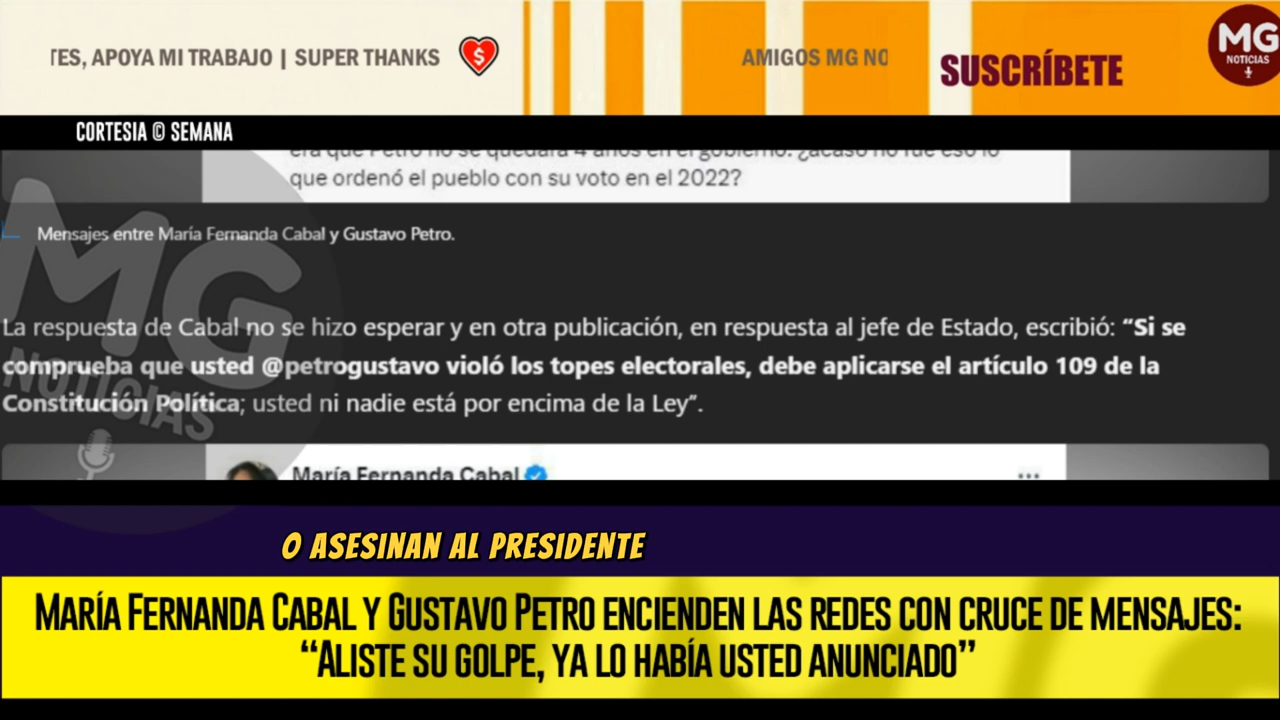 TES, APOYA MI TRABAJO | SUPER THANKS
AMIGOS MG NO
SUSCRÍBETE
MG
NOTICIAS
CORTESIA © SEMANA
era que Petro no se quedara 4 años en el gobierno. ¿acaso no fue eso lo
que ordenó el pueblo con su voto en el 2022?
Mensajes entre María Fernanda Cabal y Gustavo Petro.
La respuesta de Cabal no se hizo esperar y en otra publicación, en respuesta al jefe de Estado, escribió: “Si se
comprueba que usted @petrogustavo violó los topes electorales, debe aplicarse el artículo 109 de la
Constitución Política; usted ni nadie está por encima de la Ley”.
MG
NOTICIAS
María Fernanda Cabal
O ASESINAN AL PRESIDENTE
MARÍA FERNANDA CABAL Y GUSTAVO PETRO ENCIENDEN LAS REDES CON CRUCE DE MENSAJES:
“ALISTE SU GOLPE, YA LO HABÍA USTED ANUNCIADO”